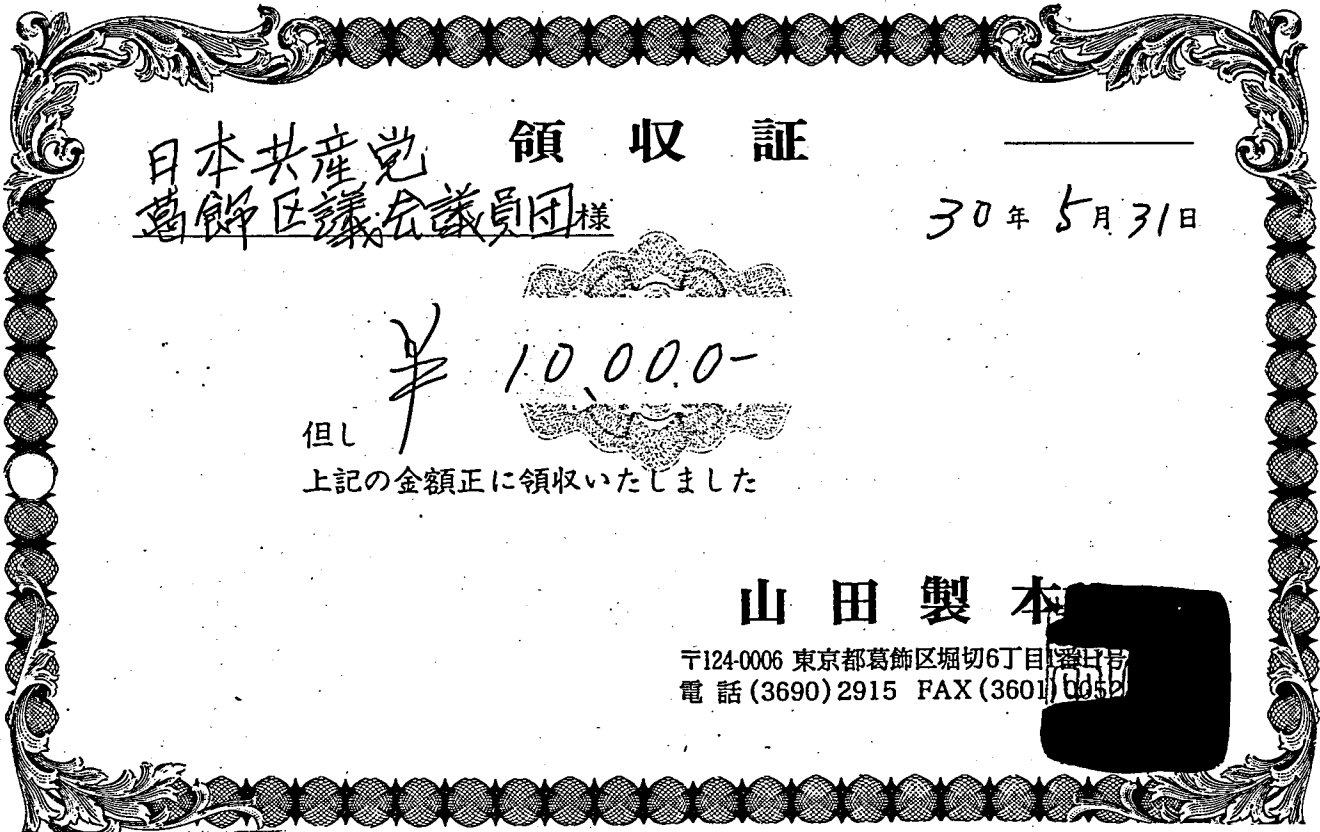 領収証
日本共産党
葛飾区議会議員団様
30年5月31日
¥10,000-
但し
上記の金額正に領収いたしました
山田製本
〒124-0006 東京都葛飾区堀切6丁目
電話(3690)2915 FAX(3601)0052